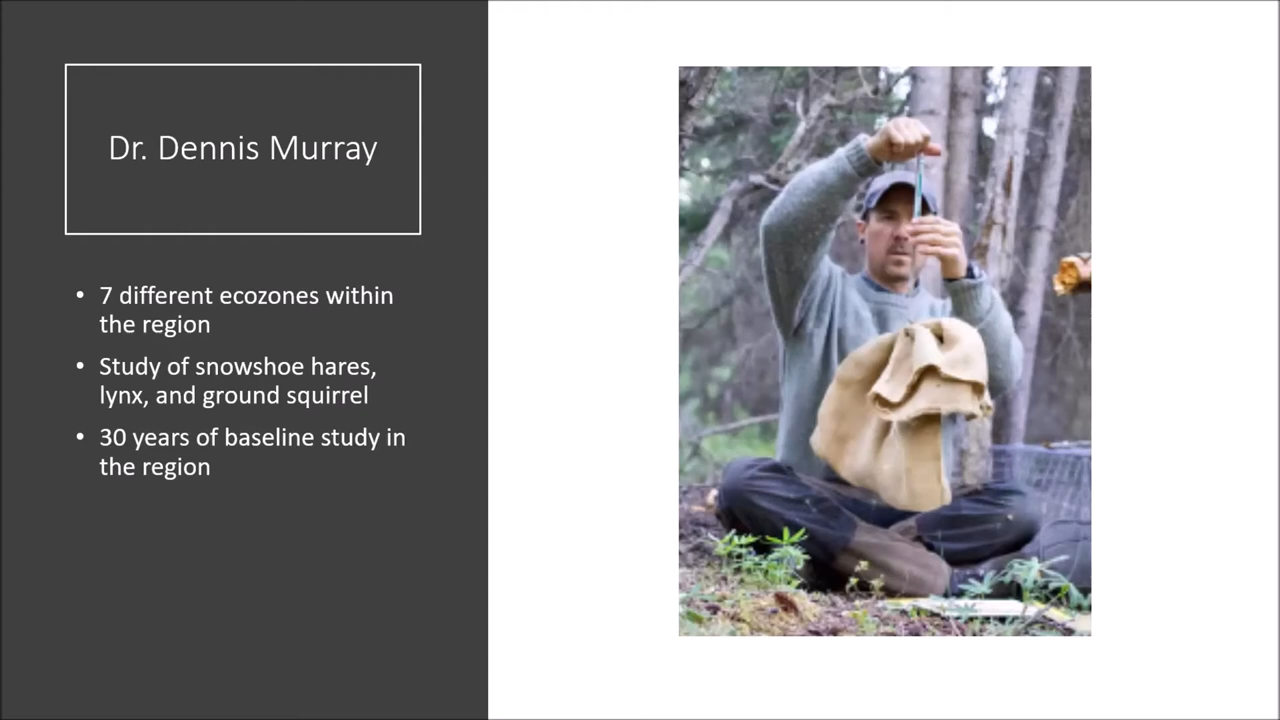 Dr. Dennis Murray
• 7 different ecozones within
the region
• Study of snowshoe hares,
lynx, and ground squirrel
• 30 years of baseline study in
the region